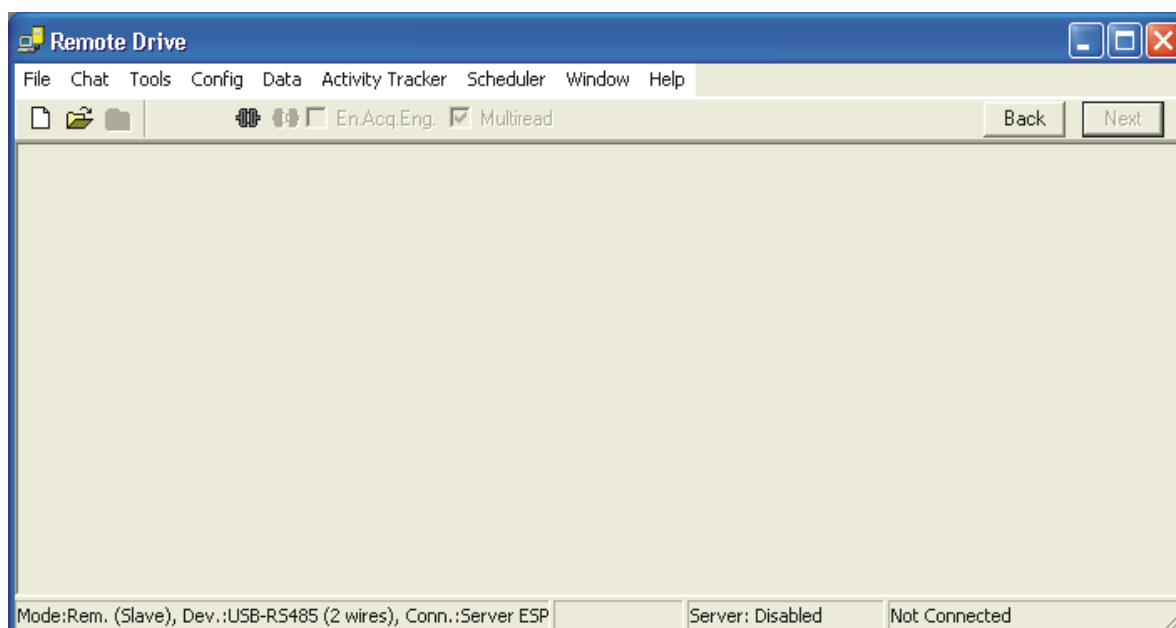 Remote Drive
File Chat Tools Config Data Activity Tracker Scheduler Window Help
En.Acq.Eng. Multiread Back Next
Mode:Rem. (Slave), Dev.:USB-RS485 (2 wires), Conn.:Server ESP Server: Disabled Not Connected